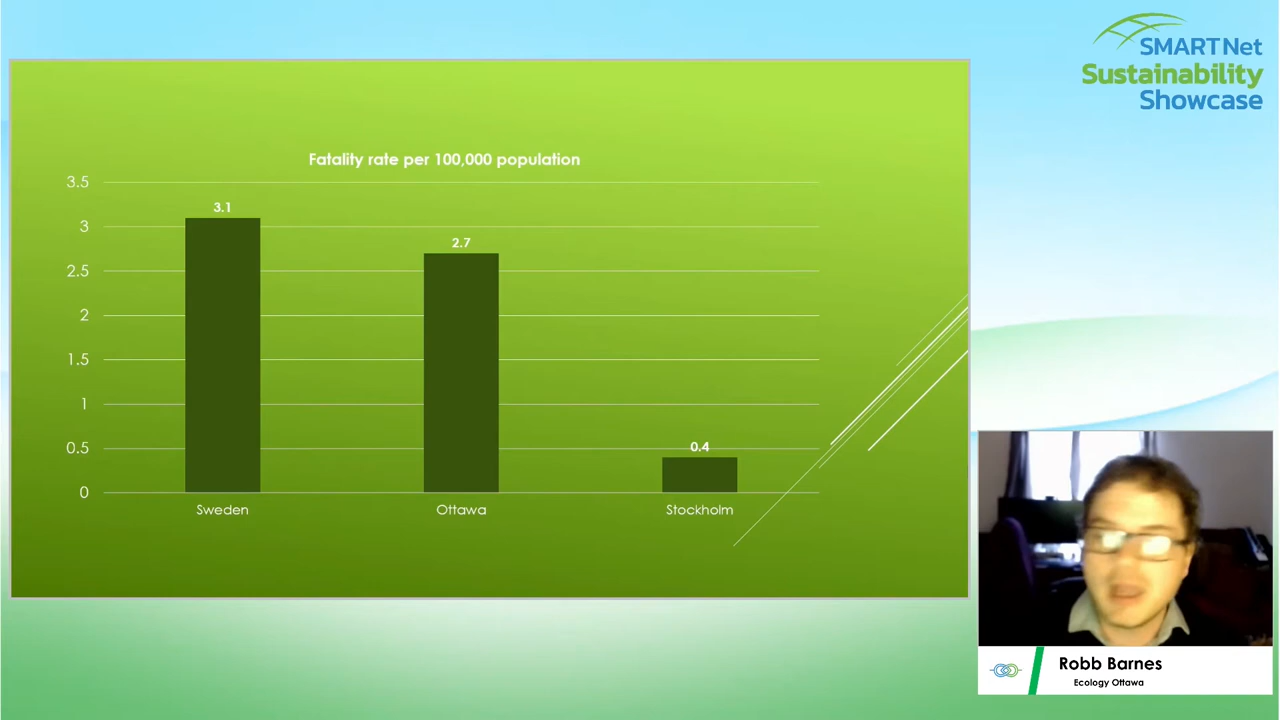 SMARTNet
Sustainability
Showcase
Fatality rate per 100,000 population
3.5
3
2.5
2
1.5
1
0.5
0
3.1
2.7
0.4
Sweden
Ottawa
Stockholm
Robb Barnes
Ecology Ottawa